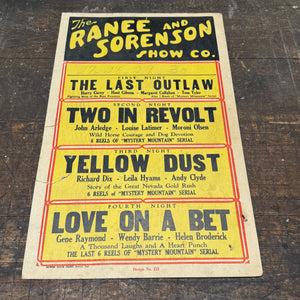 The
RANEE AND
SORENSON
SHOW CO.
FIRST NIGHT
THE LAST OUTLAW
Harry Carey - Hoot Gibson - Margaret Callahan - Tom Tyler
SECOND NIGHT
TWO IN REVOLT
John Arledge - Louise Latimer - Moroni Olsen
Wild Horse Courage and Dog Devotion
6 REELS OF "MYSTERY MOUNTAIN" SERIAL
THIRD NIGHT
YELLOW DUST
Richard Dix - Leila Hyams - Andy Clyde
Story of the Great Nevada Gold Rush
6 REELS of "MYSTERY MOUNTAIN" SERIAL
FOURTH NIGHT
LOVE ON A BET
Gene Raymond - Wendy Barrie - Helen Broderick
A Thousand Laughs and A Heart Punch
THE LAST 6 REELS OF "MYSTERY MOUNTAIN" SERIAL